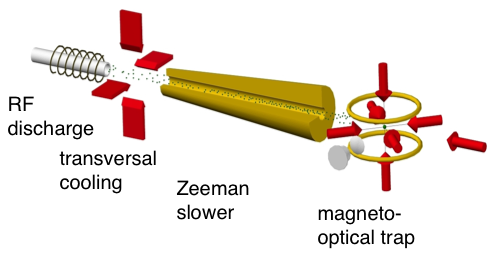 RF
discharge
transversal
cooling
Zeeman
slower
magneto-
optical trap